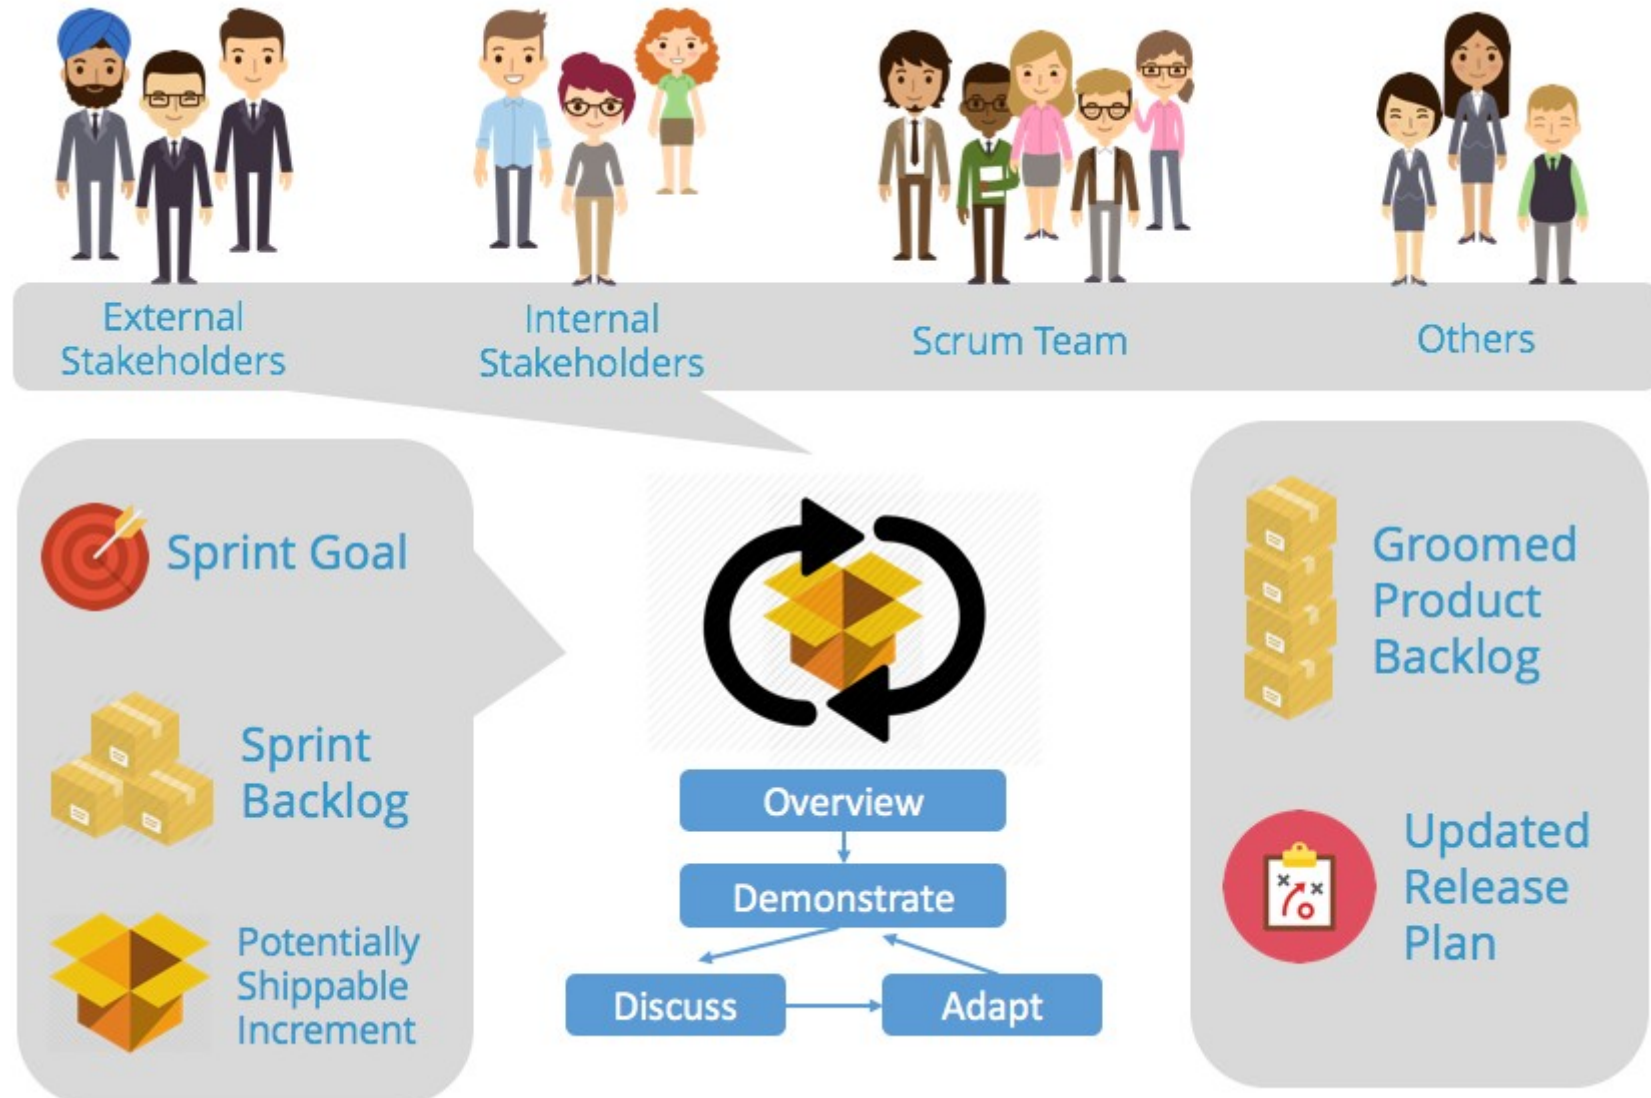 External
Stakeholders
Internal
Stakeholders
Scrum Team
Others
Sprint Goal
Sprint
Backlog
Potentially
Shippable
Increment
Overview
Demonstrate
Discuss
Adapt
Groomed
Product
Backlog
Updated
Release
Plan